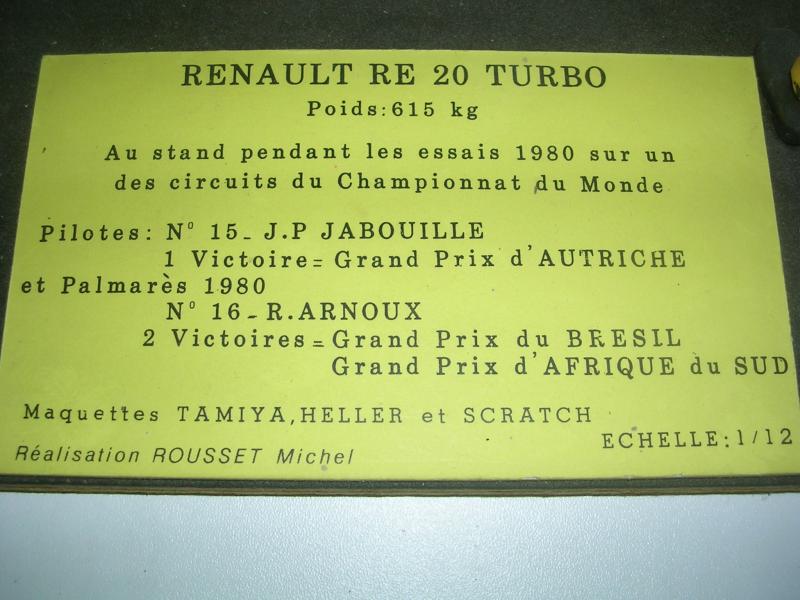 RENAULT RE 20 TURBO
Poids:615 kg
Au stand pendant les essais 1980 sur un
des circuits du Championnat du Monde
Pilotes: N° 15_ J.P JABOUILLE
1 Victoire= Grand Prix d'AUTRICHE
et Palmarès 1980
N° 16 - R.ARNOUX
2 Victoires = Grand Prix du BRESIL
Grand Prix d'AFRIQUE du SUD
Maquettes TAMIYA,HELLER et SCRATCH
ECHELLE:1/12
Réalisation ROUSSET Michel